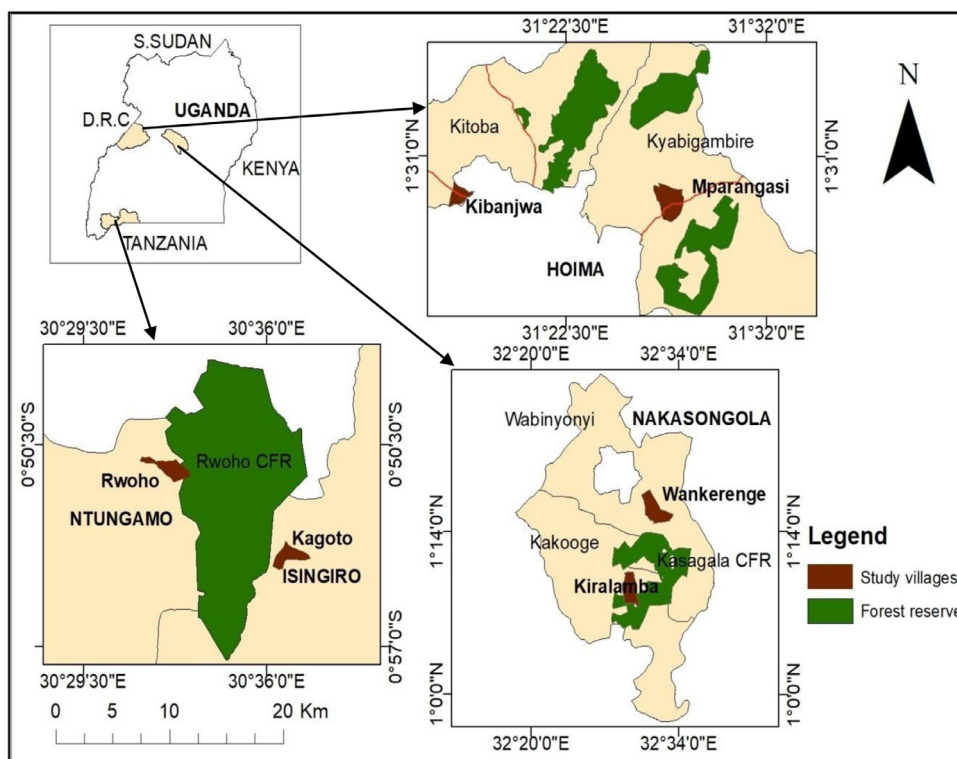 S.SUDAN
UGANDA
D.R.C
KENYA
TANZANIA
31°22'30"E
31°32'0"E
1°31'0"N
1°31'0"N
Kitoba
Kyabigambire
Kibanjwa
Mparangasi
HOIMA
31°22'30"E
31°32'0"E
N
30°29'30"E
30°36'0"E
0°50'30"S
0°50'30"S
Rwoho CFR
Rwoho
NTUNGAMO
Kagoto
ISINGIRO
0°57'0"S
0°57'0"S
30°29'30"E
30°36'0"E
0 5 10 20 Km
32°20'0"E
32°34'0"E
Wabinyonyi
NAKASONGOLA
Wankerenge
1°14'0"N
1°14'0"N
Kakooge
Kasagala CFR
Kiralamba
1°0'0"N
1°0'0"N
32°20'0"E
32°34'0"E
Legend
Study villages
Forest reserve